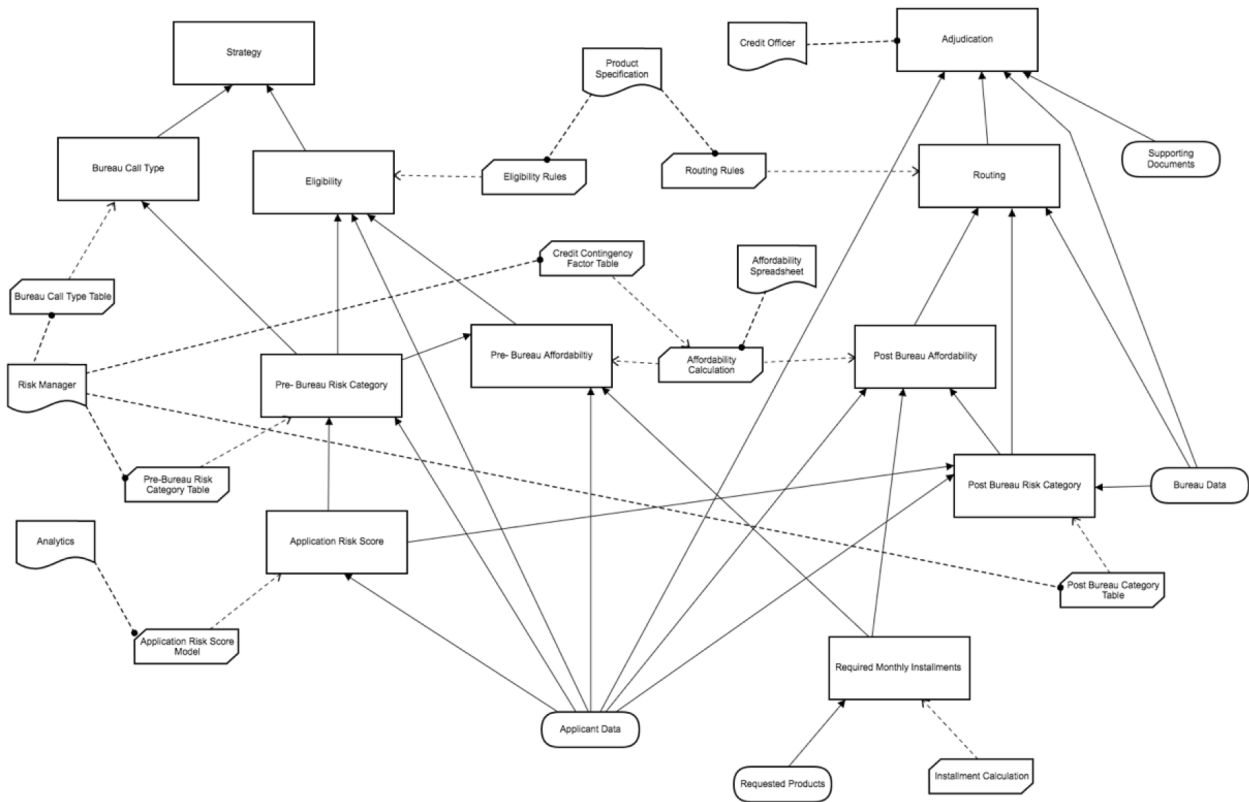 Strategy
Credit Officer
Adjudication
Product
Specification
Bureau Call Type
Eligibility
Eligibility Rules
Routing Rules
Routing
Supporting
Documents
Credit Contingency
Factor Table
Affordability
Spreadsheet
Bureau Call Type Table
Pre- Bureau Affordabitiy
Affordability
Calculation
Post Bureau Affordability
Risk Manager
Pre- Bureau Risk Category
Pre-Bureau Risk
Category Table
Post Bureau Risk Category
Bureau Data
Analytics
Application Risk Score
Post Bureau Category
Table
Application Risk Score
Model
Required Monthly Installments
Applicant Data
Requested Products
Installment Calculation